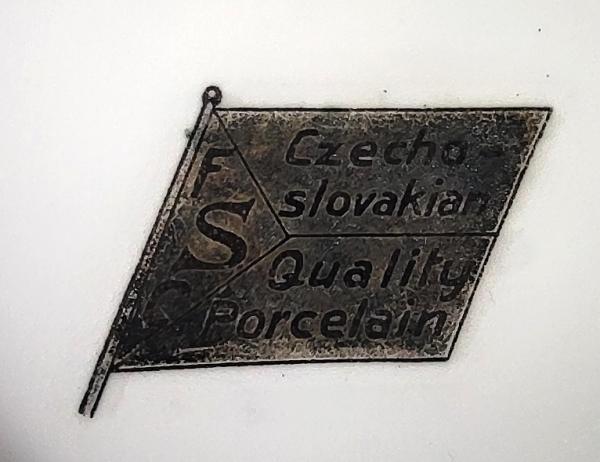 F
S
C
Czecho-
slovakian
Quality
Porcelain